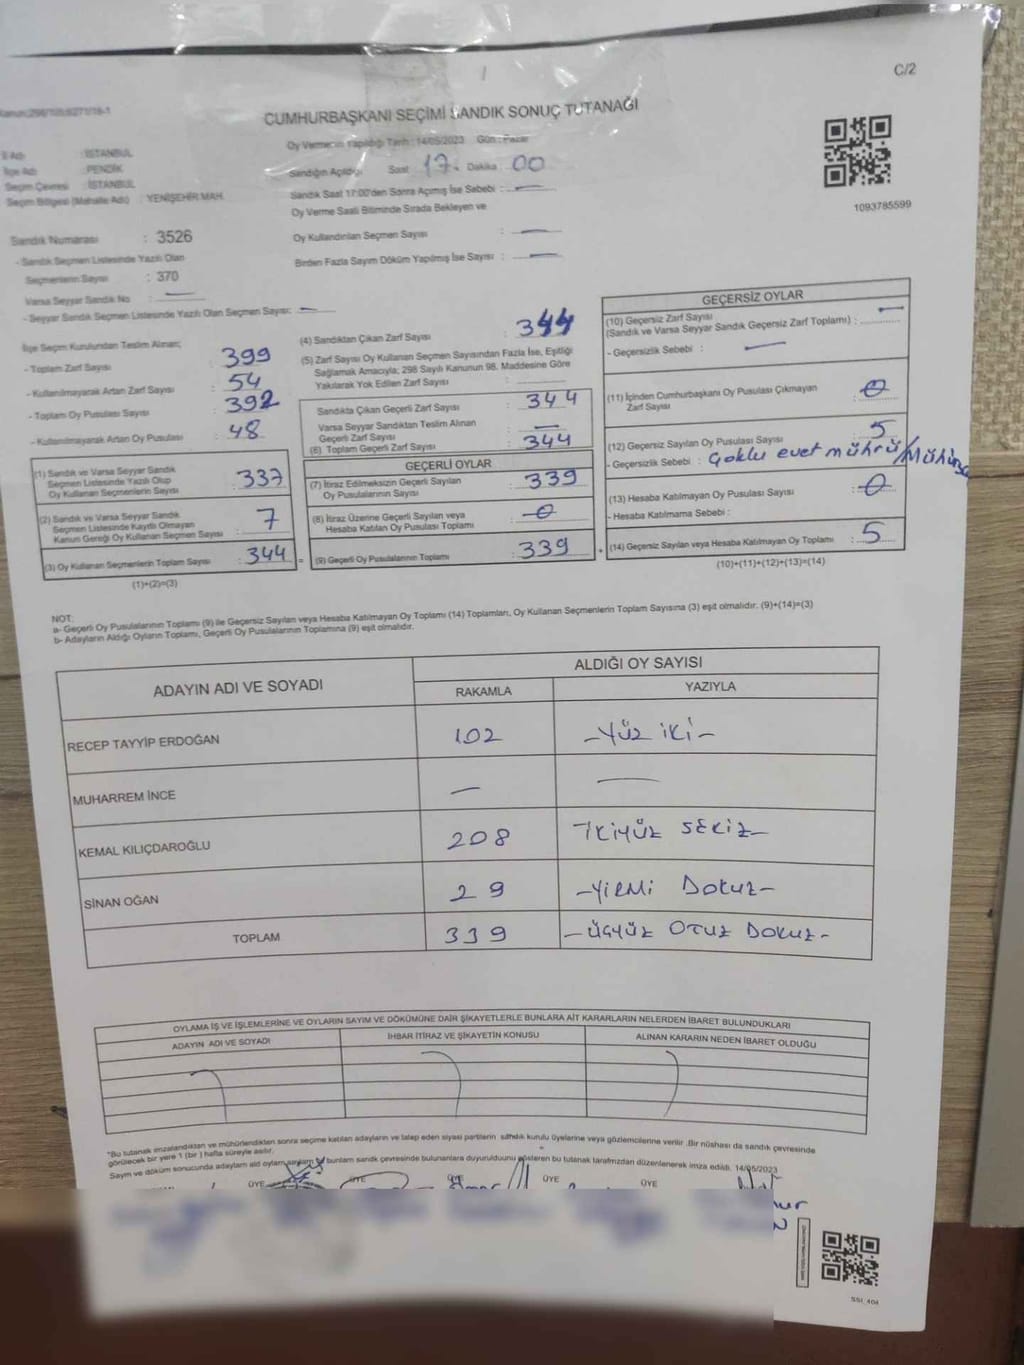 C/2
CUMHURBAŞKANI SEÇİMİ SANDIK SONUÇ TUTANAĞI
Oy Vermenin Yapıldığı Tarih : 14/05/2023 Gün : Pazar
İl Adı : İSTANBUL
İlçe Adı : PENDİK
Seçim Çevresi : İSTANBUL
Seçim Bölgesi (Mahalle Adı) : YENİŞEHİR MAH.
Sandığın Açıldığı Saat 17 Dakika 00
Sandık Saat 17:00'den Sonra Açılmış İse Sebebi : —
Oy Verme Saati Bitiminde Sırada Bekleyen ve
Oy Kullandırılan Seçmen Sayısı : —
Birden Fazla Sayım Döküm Yapılmış İse Sayısı : —
1093785599
Sandık Numarası : 3526
- Sandık Seçmen Listesinde Yazılı Olan
Seçmenlerin Sayısı : 370
Varsa Seyyar Sandık No : —
- Seyyar Sandık Seçmen Listesinde Yazılı Olan Seçmen Sayısı: —
İlçe Seçim Kurulundan Teslim Alınan;
- Toplam Zarf Sayısı : 399
- Kullanılmayarak Artan Zarf Sayısı : 54
- Toplam Oy Pusulası Sayısı : 392
- Kullanılmayarak Artan Oy Pusulası : 48
(1) Sandık ve Varsa Seyyar Sandık
Seçmen Listesinde Yazılı Olup
Oy Kullanan Seçmenlerin Sayısı : 337
(2) Sandık ve Varsa Seyyar Sandık
Seçmen Listesinde Kayıtlı Olmayan
Kanun Gereği Oy Kullanan Seçmen Sayısı : 7
(3) Oy Kullanan Seçmenlerin Toplam Sayısı : 344
(1)+(2)=(3)
(4) Sandıktan Çıkan Zarf Sayısı : 344
(5) Zarf Sayısı Oy Kullanan Seçmen Sayısından Fazla İse, Eşitliği
Sağlamak Amacıyla; 298 Sayılı Kanunun 98. Maddesine Göre
Yakılarak Yok Edilen Zarf Sayısı :
Sandıkta Çıkan Geçerli Zarf Sayısı : 344
Varsa Seyyar Sandıktan Teslim Alınan
Geçerli Zarf Sayısı : —
(6) Toplam Geçerli Zarf Sayısı : 344
GEÇERLİ OYLAR
(7) İtiraz Edilmeksizin Geçerli Sayılan
Oy Pusulalarının Sayısı : 339
(8) İtiraz Üzerine Geçerli Sayılan veya
Hesaba Katılan Oy Pusulası Toplamı : 0
= (9) Geçerli Oy Pusulalarının Toplamı : 339 +
GEÇERSİZ OYLAR
(10) Geçersiz Zarf Sayısı
(Sandık ve Varsa Seyyar Sandık Geçersiz Zarf Toplamı) : —
- Geçersizlik Sebebi : —
(11) İçinden Cumhurbaşkanı Oy Pusulası Çıkmayan
Zarf Sayısı : 0
(12) Geçersiz Sayılan Oy Pusulası Sayısı : 5
- Geçersizlik Sebebi : Çoklu evet mührü/Mühürsüz
(13) Hesaba Katılmayan Oy Pusulası Sayısı : 0
- Hesaba Katılmama Sebebi :
(14) Geçersiz Sayılan veya Hesaba Katılmayan Oy Toplamı : 5
(10)+(11)+(12)+(13)=(14)
NOT:
a- Geçerli Oy Pusulalarının Toplamı (9) ile Geçersiz Sayılan veya Hesaba Katılmayan Oy Toplamı (14) Toplamları, Oy Kullanan Seçmenlerin Toplam Sayısına (3) eşit olmalıdır. (9)+(14)=(3)
b- Adayların Aldığı Oyların Toplamı, Geçerli Oy Pusulalarının Toplamına (9) eşit olmalıdır.
ADAYIN ADI VE SOYADI
ALDIĞI OY SAYISI
RAKAMLA YAZIYLA
RECEP TAYYİP ERDOĞAN 102 -YÜZ İKİ-
MUHARREM İNCE — —
KEMAL KILIÇDAROĞLU 208 İKİYÜZ SEKİZ-
SİNAN OĞAN 29 -YİRMİ DOKUZ-
TOPLAM 339 -ÜÇYÜZ OTUZ DOKUZ-
OYLAMA İŞ VE İŞLEMLERİNE VE OYLARIN SAYIM VE DÖKÜMÜNE DAİR ŞİKAYETLERLE BUNLARA AİT KARARLARIN NELERDEN İBARET BULUNDUKLARI
ADAYIN ADI VE SOYADI İHBAR İTİRAZ VE ŞİKAYETİN KONUSU ALINAN KARARIN NEDEN İBARET OLDUĞU
*Bu tutanak imzalandıktan ve mühürlendikten sonra seçime katılan adayların ve talep eden siyasi partilerin sandık kurulu üyelerine veya gözlemcilerine verilir .Bir nüshası da sandık çevresinde
görülecek bir yere 1 (bir ) hafta süreyle asılır.
Sayım ve döküm sonucunda adayların ald oyların bunların sandık çevresinde bulunanlara duyurulduğunu gösteren bu tutanak tarafımızdan düzenlenerek imza edildi. 14/05/2023
ÜYE ÜYE ÜYE ÜYE ÜYE
SSİ_404